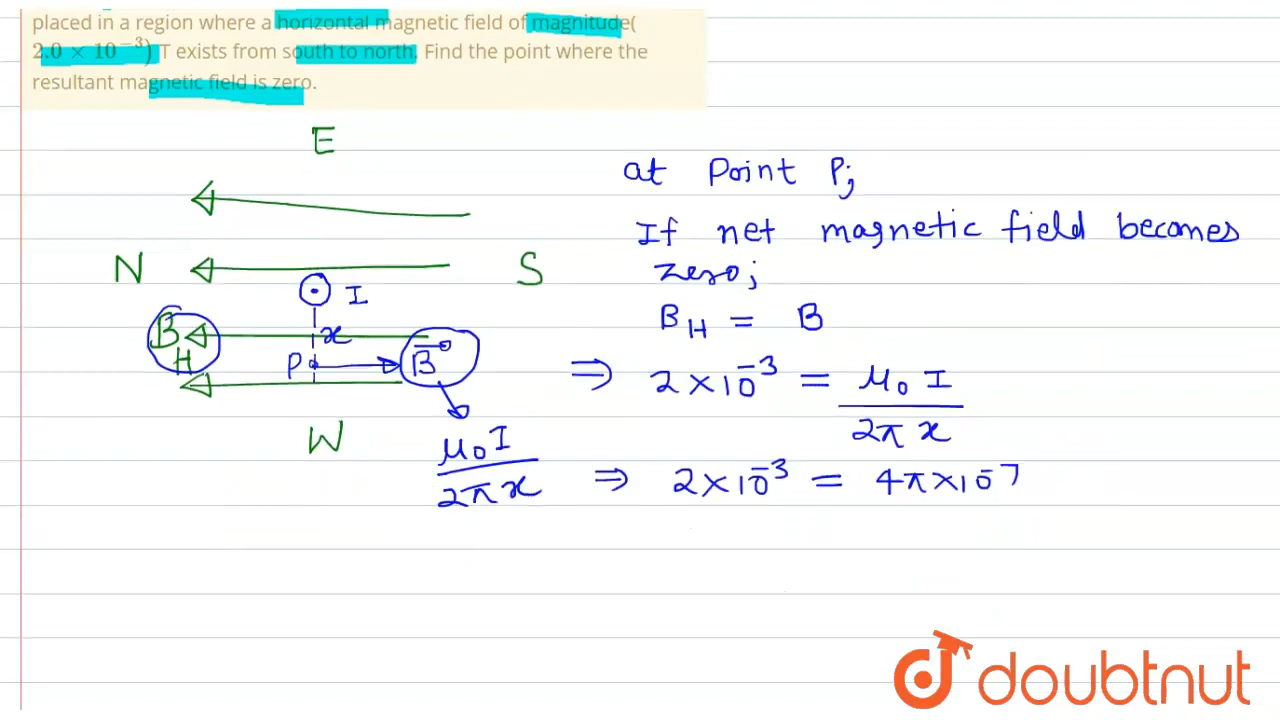 placed in a region where a horizontal magnetic field of magnitude(
2.0 × 10⁻³) T exists from south to north. Find the point where the
resultant magnetic field is zero.
E
N
S
I
x
B_H
P
B⃗
W
μ₀I
2πx
at Point P;
If net magnetic field becomes
zero;
B_H = B
⇒ 2×10⁻³ = μ₀ I / 2π x
⇒ 2×10⁻³ = 4π×10⁻⁷
doubtnut